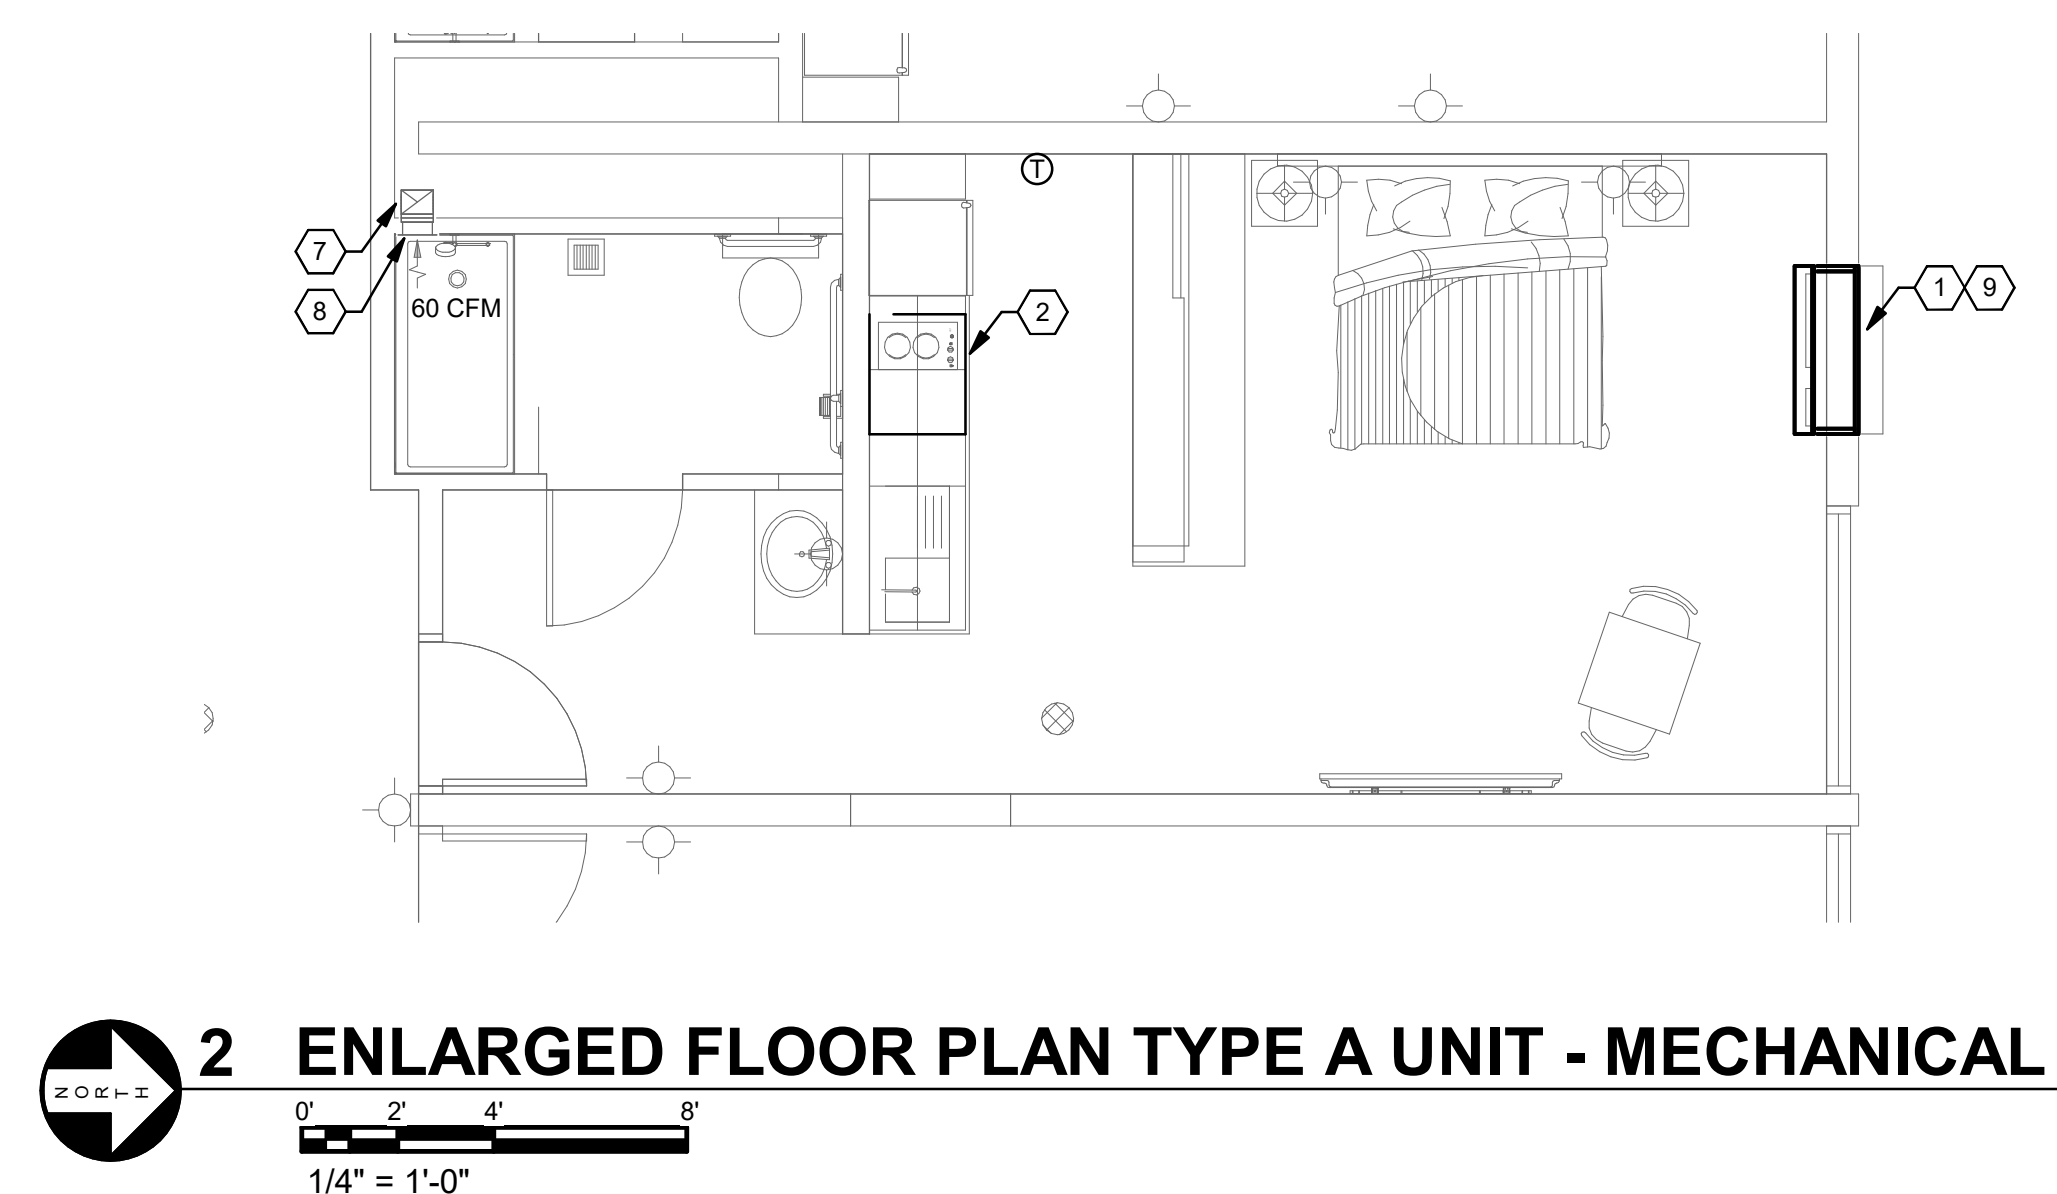 T
7
8
60 CFM
2
1 9
NORTH
2 ENLARGED FLOOR PLAN TYPE A UNIT - MECHANICAL
0' 2' 4' 8'
1/4" = 1'-0"